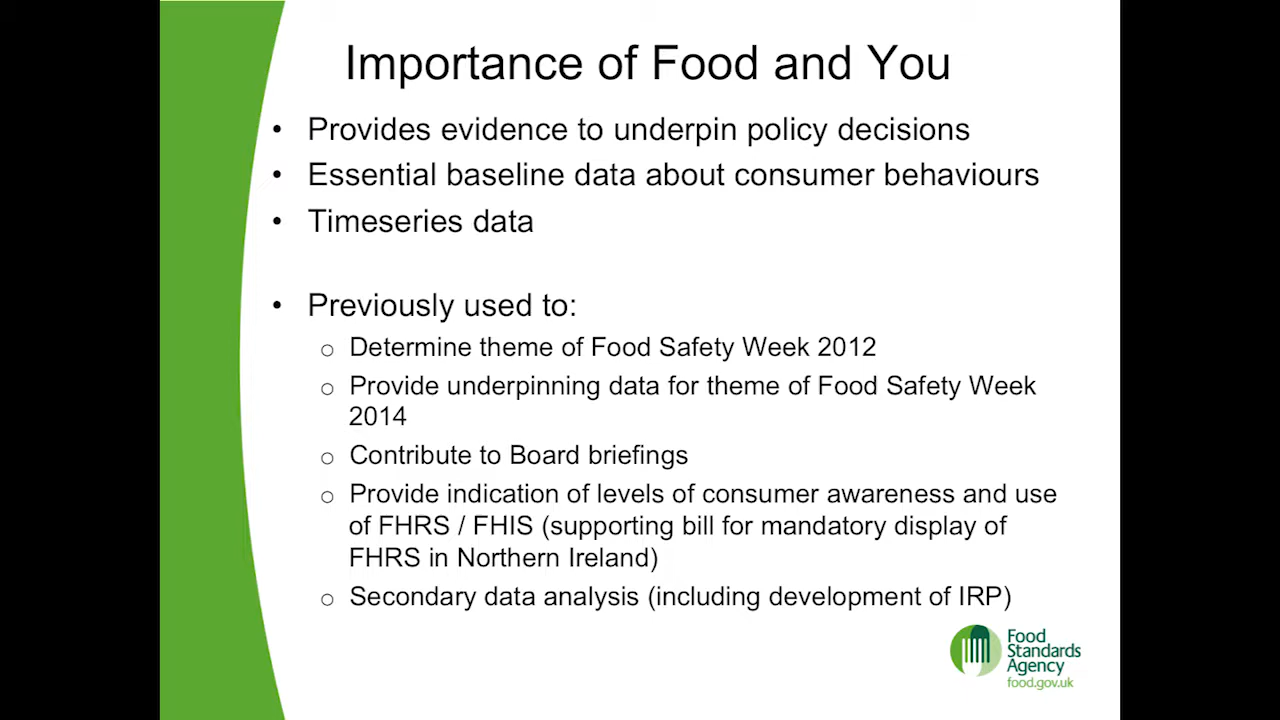 Importance of Food and You
• Provides evidence to underpin policy decisions
• Essential baseline data about consumer behaviours
• Timeseries data
• Previously used to:
o Determine theme of Food Safety Week 2012
o Provide underpinning data for theme of Food Safety Week
2014
o Contribute to Board briefings
o Provide indication of levels of consumer awareness and use
of FHRS / FHIS (supporting bill for mandatory display of
FHRS in Northern Ireland)
o Secondary data analysis (including development of IRP)
Food
Standards
Agency
food.gov.uk